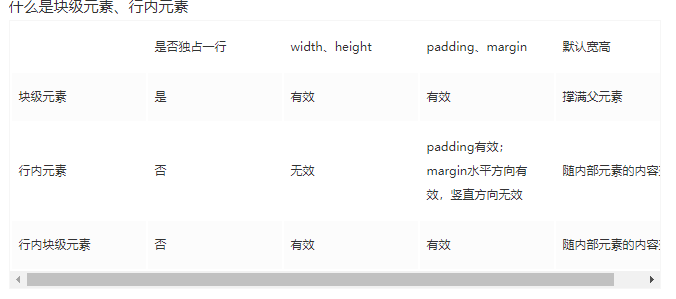 什么是块级元素、行内元素
是否独占一行 width、height padding、margin 默认宽高
块级元素 是 有效 有效 撑满父元素
行内元素 否 无效 padding有效；
margin水平方向有
效，竖直方向无效 随内部元素的内容
行内块级元素 否 有效 有效 随内部元素的内容